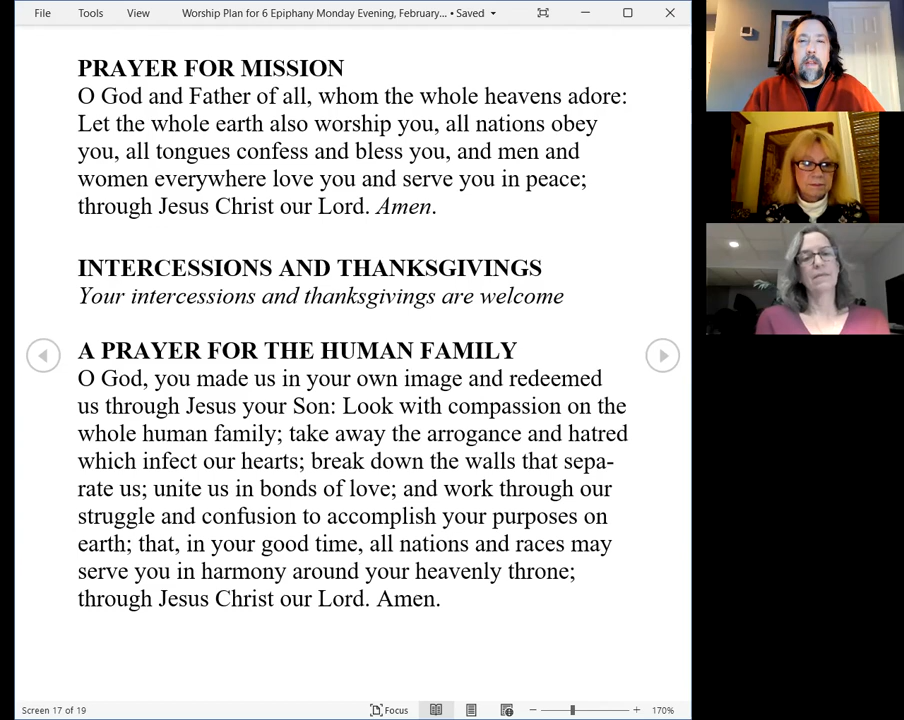 File Tools View Worship Plan for 6 Epiphany Monday Evening, February... • Saved
PRAYER FOR MISSION
O God and Father of all, whom the whole heavens adore:
Let the whole earth also worship you, all nations obey
you, all tongues confess and bless you, and men and
women everywhere love you and serve you in peace;
through Jesus Christ our Lord. Amen.
INTERCESSIONS AND THANKSGIVINGS
Your intercessions and thanksgivings are welcome
A PRAYER FOR THE HUMAN FAMILY
O God, you made us in your own image and redeemed
us through Jesus your Son: Look with compassion on the
whole human family; take away the arrogance and hatred
which infect our hearts; break down the walls that sepa-
rate us; unite us in bonds of love; and work through our
struggle and confusion to accomplish your purposes on
earth; that, in your good time, all nations and races may
serve you in harmony around your heavenly throne;
through Jesus Christ our Lord. Amen.
Screen 17 of 19 Focus 170%